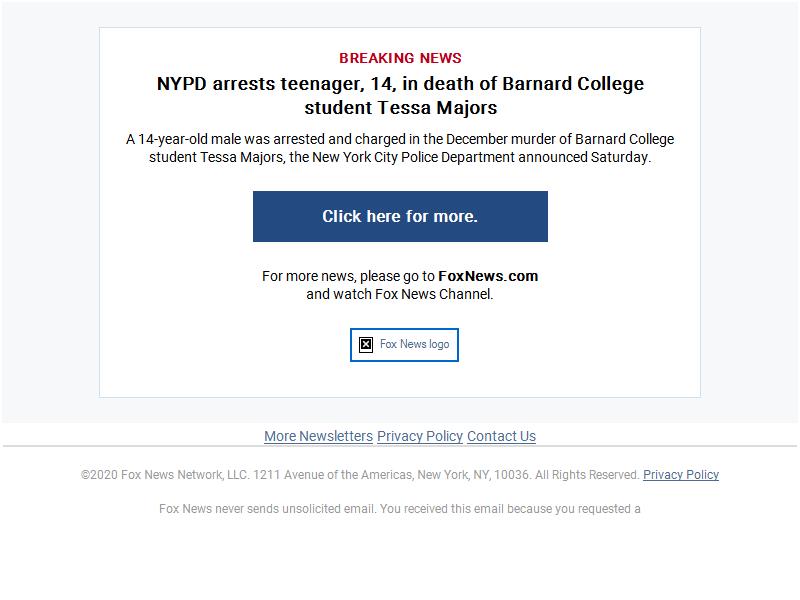 BREAKING NEWS
NYPD arrests teenager, 14, in death of Barnard College
student Tessa Majors
A 14-year-old male was arrested and charged in the December murder of Barnard College
student Tessa Majors, the New York City Police Department announced Saturday.
Click here for more.
For more news, please go to FoxNews.com
and watch Fox News Channel.
Fox News logo
More Newsletters Privacy Policy Contact Us
©2020 Fox News Network, LLC. 1211 Avenue of the Americas, New York, NY, 10036. All Rights Reserved. Privacy Policy
Fox News never sends unsolicited email. You received this email because you requested a